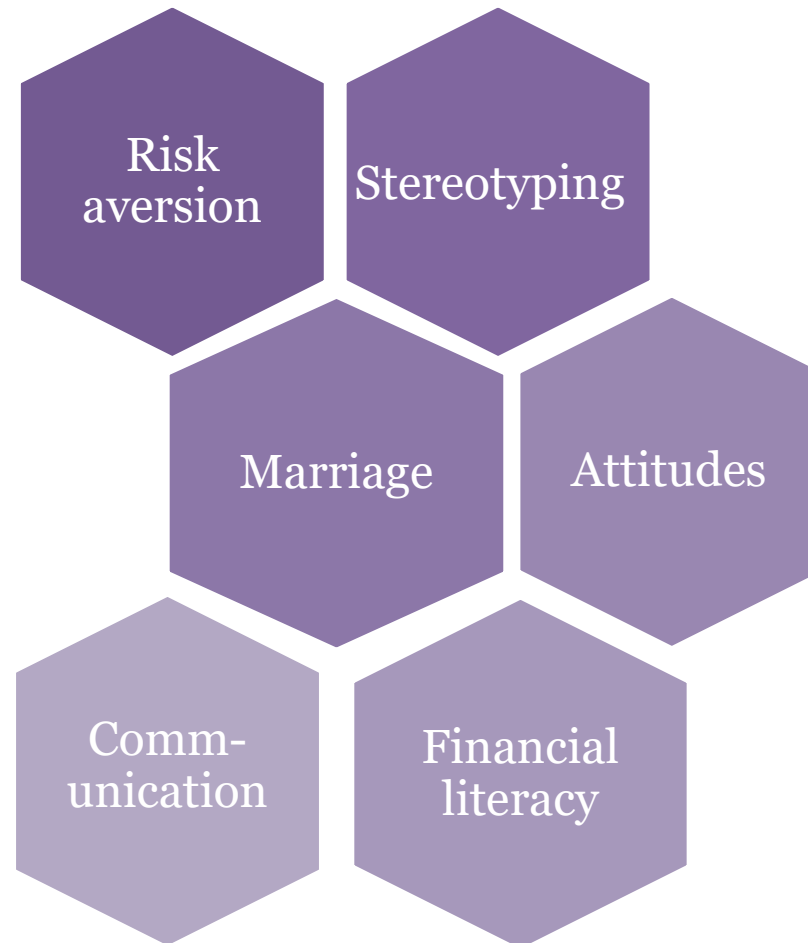 Risk
aversion
Stereotyping
Marriage
Attitudes
Comm-
unication
Financial
literacy